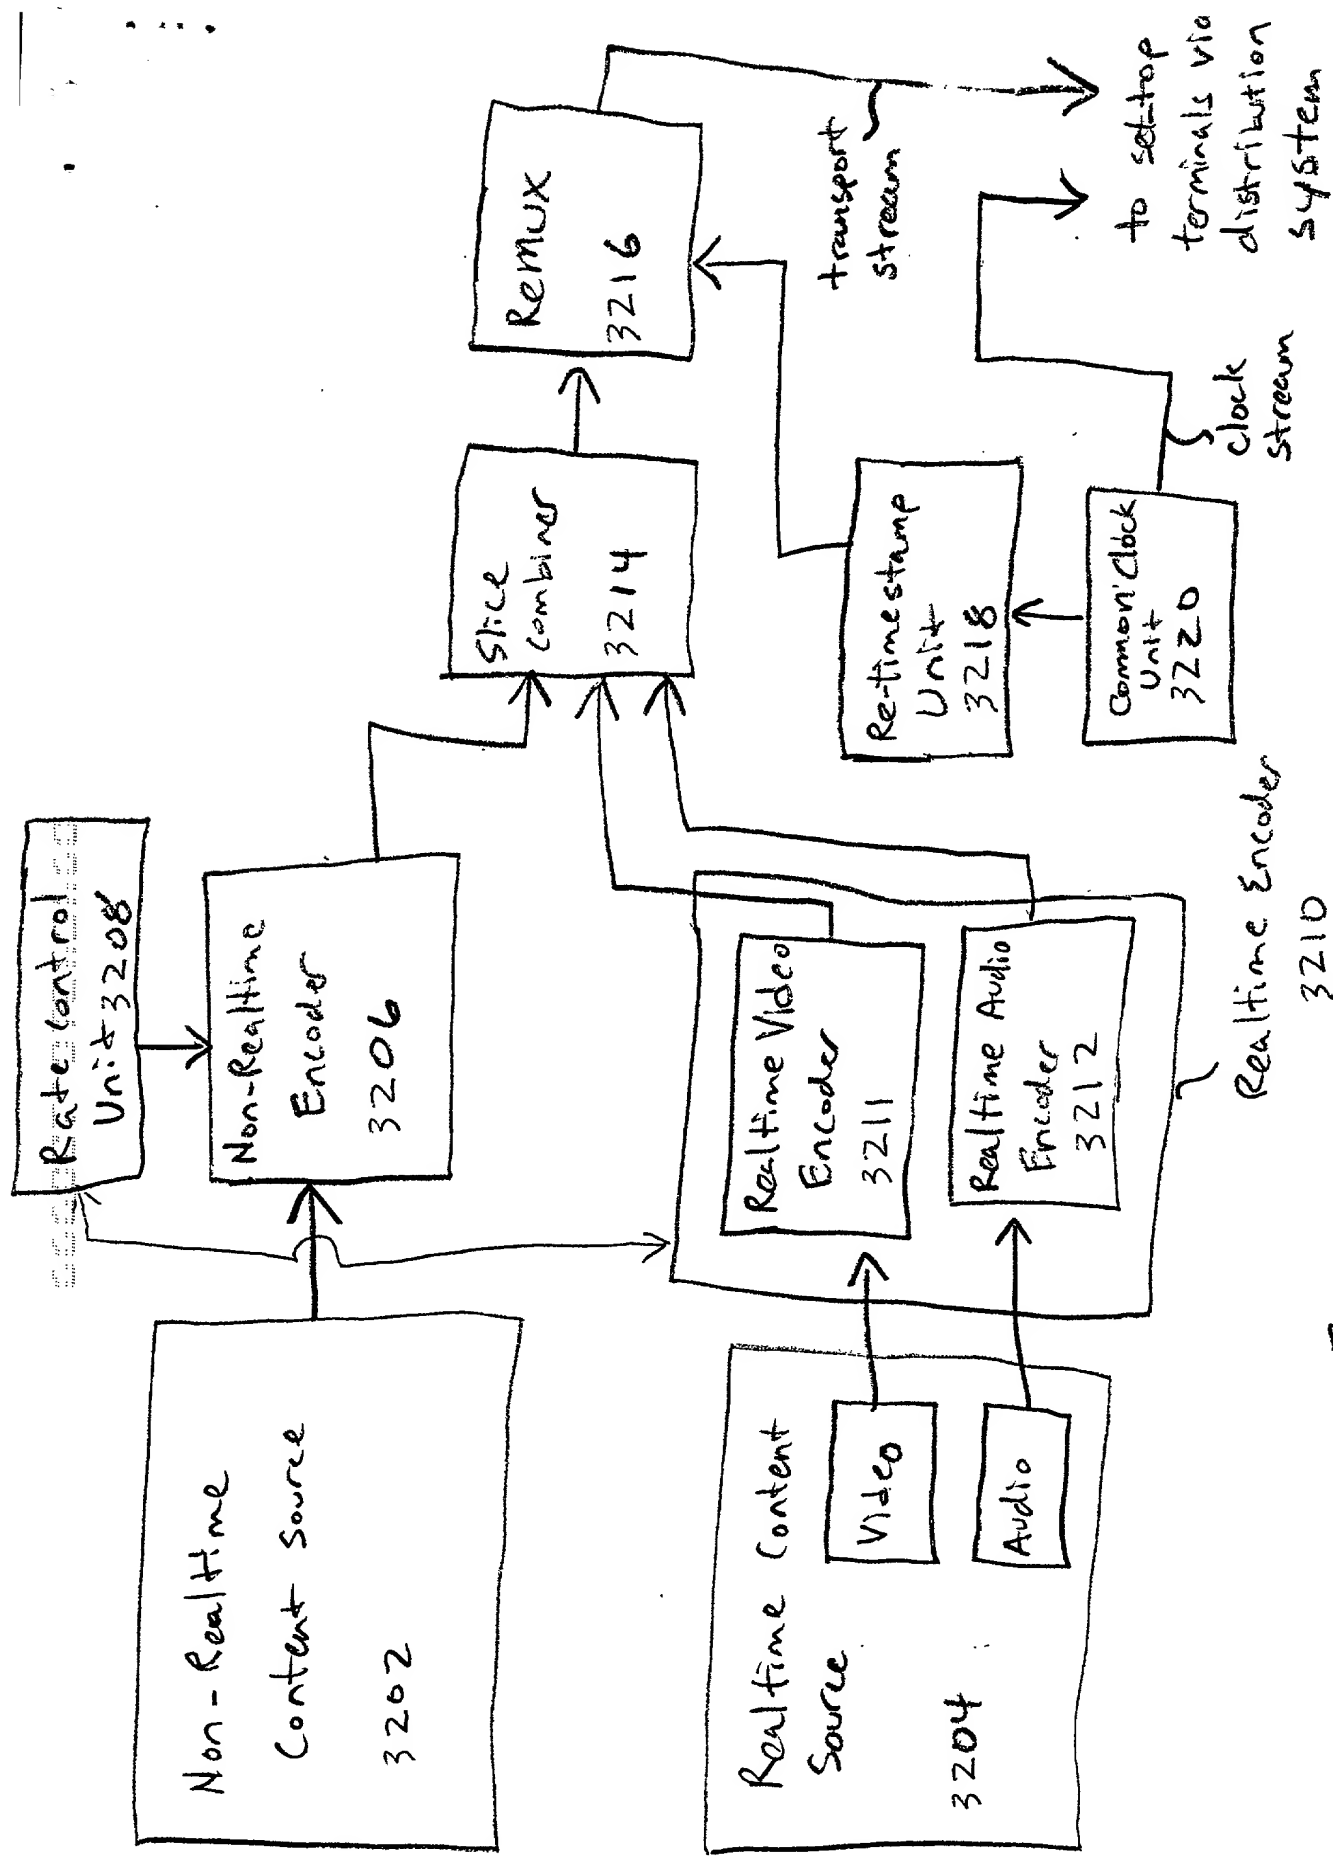 Rate Control
Unit 3208
Non-Realtime
Content Source
3202
Non-Realtime
Encoder
3206
Slice
Combiner
3214
ReMUX
3216
transport
stream
Realtime Content
Source
3204
Video
Audio
Realtime Video
Encoder
3211
Realtime Audio
Encoder
3212
Realtime Encoder
3210
Re-timestamp
Unit
3218
Common Clock
Unit
3220
clock
stream
to set-top
terminals via
distribution
system